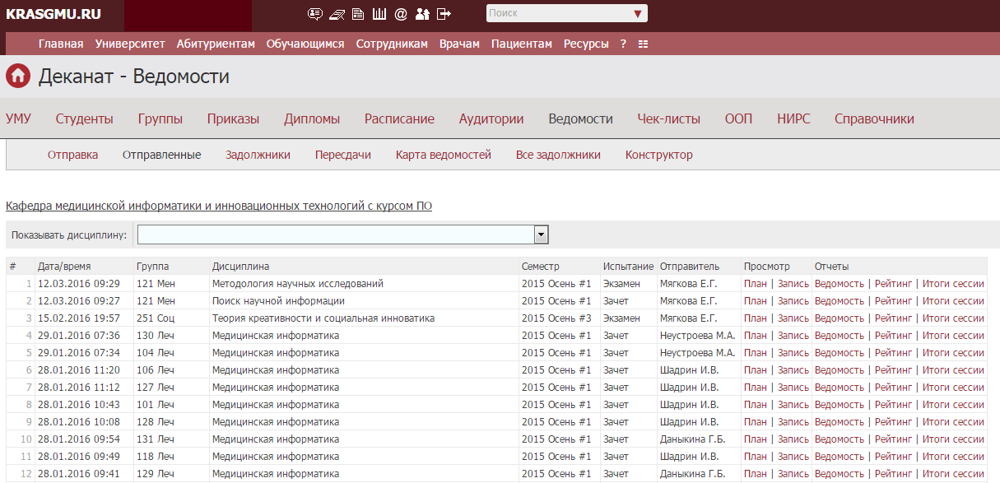 KRASGMU.RU @ Поиск
Главная Университет Абитуриентам Обучающимся Сотрудникам Врачам Пациентам Ресурсы ?
Деканат - Ведомости
УМУ Студенты Группы Приказы Дипломы Расписание Аудитории Ведомости Чек-листы ООП НИРС Справочники
Отправка Отправленные Задолжники Пересдачи Карта ведомостей Все задолжники Конструктор
Кафедра медицинской информатики и инновационных технологий с курсом ПО
Показывать дисциплину:
# Дата/время Группа Дисциплина Семестр Испытание Отправитель Просмотр Отчеты
1 12.03.2016 09:29 121 Мен Методология научных исследований 2015 Осень #1 Экзамен Мягкова Е.Г. План | Запись Ведомость | Рейтинг | Итоги сессии
2 12.03.2016 09:27 121 Мен Поиск научной информации 2015 Осень #1 Зачет Мягкова Е.Г. План | Запись Ведомость | Рейтинг | Итоги сессии
3 15.02.2016 19:57 251 Соц Теория креативности и социальная инноватика 2015 Осень #3 Экзамен Мягкова Е.Г. План | Запись Ведомость | Рейтинг | Итоги сессии
4 29.01.2016 07:36 130 Леч Медицинская информатика 2015 Осень #1 Зачет Неустроева М.А. План | Запись Ведомость | Рейтинг | Итоги сессии
5 29.01.2016 07:34 104 Леч Медицинская информатика 2015 Осень #1 Зачет Неустроева М.А. План | Запись Ведомость | Рейтинг | Итоги сессии
6 28.01.2016 11:20 106 Леч Медицинская информатика 2015 Осень #1 Зачет Шадрин И.В. План | Запись Ведомость | Рейтинг | Итоги сессии
7 28.01.2016 11:12 127 Леч Медицинская информатика 2015 Осень #1 Зачет Шадрин И.В. План | Запись Ведомость | Рейтинг | Итоги сессии
8 28.01.2016 10:43 101 Леч Медицинская информатика 2015 Осень #1 Зачет Шадрин И.В. План | Запись Ведомость | Рейтинг | Итоги сессии
9 28.01.2016 10:08 128 Леч Медицинская информатика 2015 Осень #1 Зачет Шадрин И.В. План | Запись Ведомость | Рейтинг | Итоги сессии
10 28.01.2016 09:54 131 Леч Медицинская информатика 2015 Осень #1 Зачет Даныкина Г.Б. План | Запись Ведомость | Рейтинг | Итоги сессии
11 28.01.2016 09:49 118 Леч Медицинская информатика 2015 Осень #1 Зачет Шадрин И.В. План | Запись Ведомость | Рейтинг | Итоги сессии
12 28.01.2016 09:41 129 Леч Медицинская информатика 2015 Осень #1 Зачет Даныкина Г.Б. План | Запись Ведомость | Рейтинг | Итоги сессии